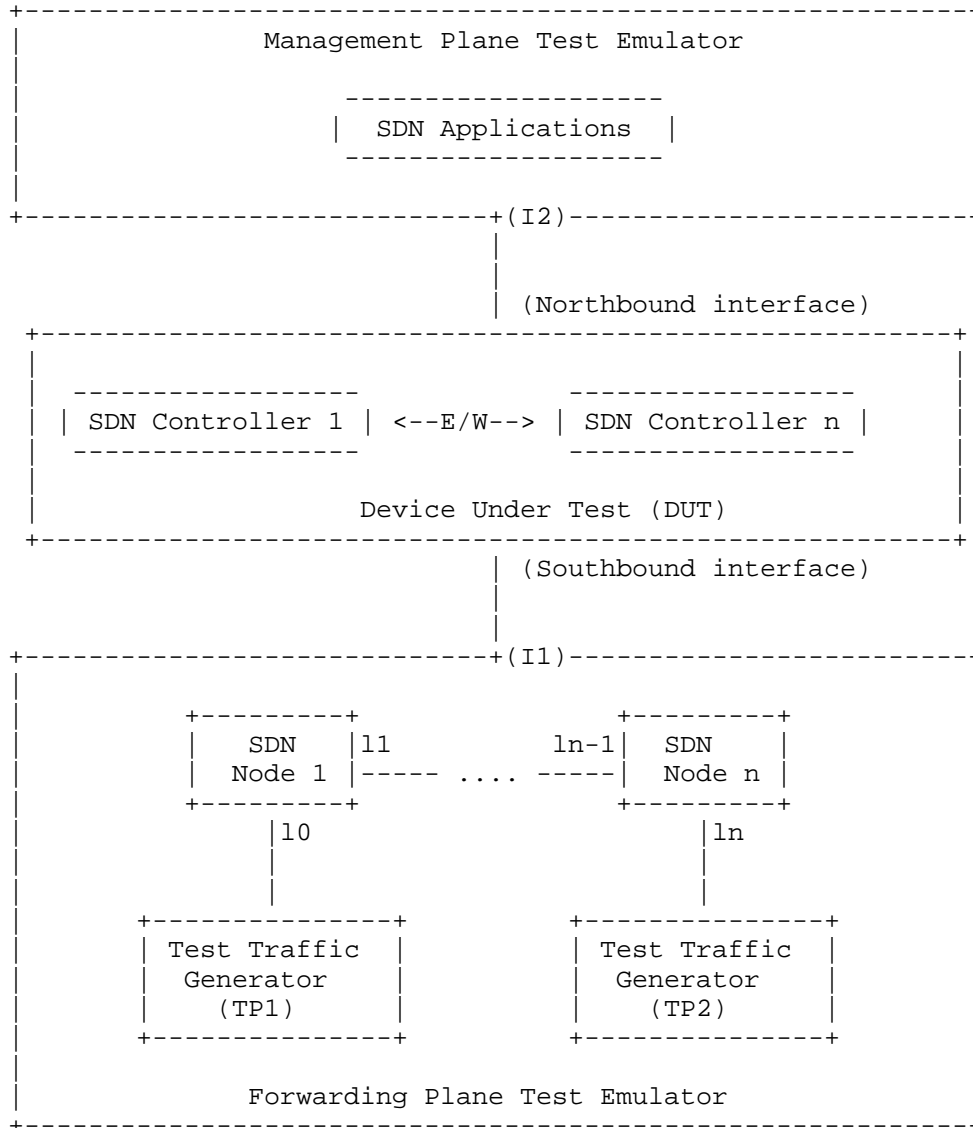 Management Plane Test Emulator
SDN Applications
(I2)
(Northbound interface)
SDN Controller 1 <--E/W--> SDN Controller n
Device Under Test (DUT)
(Southbound interface)
(I1)
SDN l1 ln-1 SDN
Node 1 .... Node n
l0 ln
Test Traffic Test Traffic
Generator Generator
(TP1) (TP2)
Forwarding Plane Test Emulator